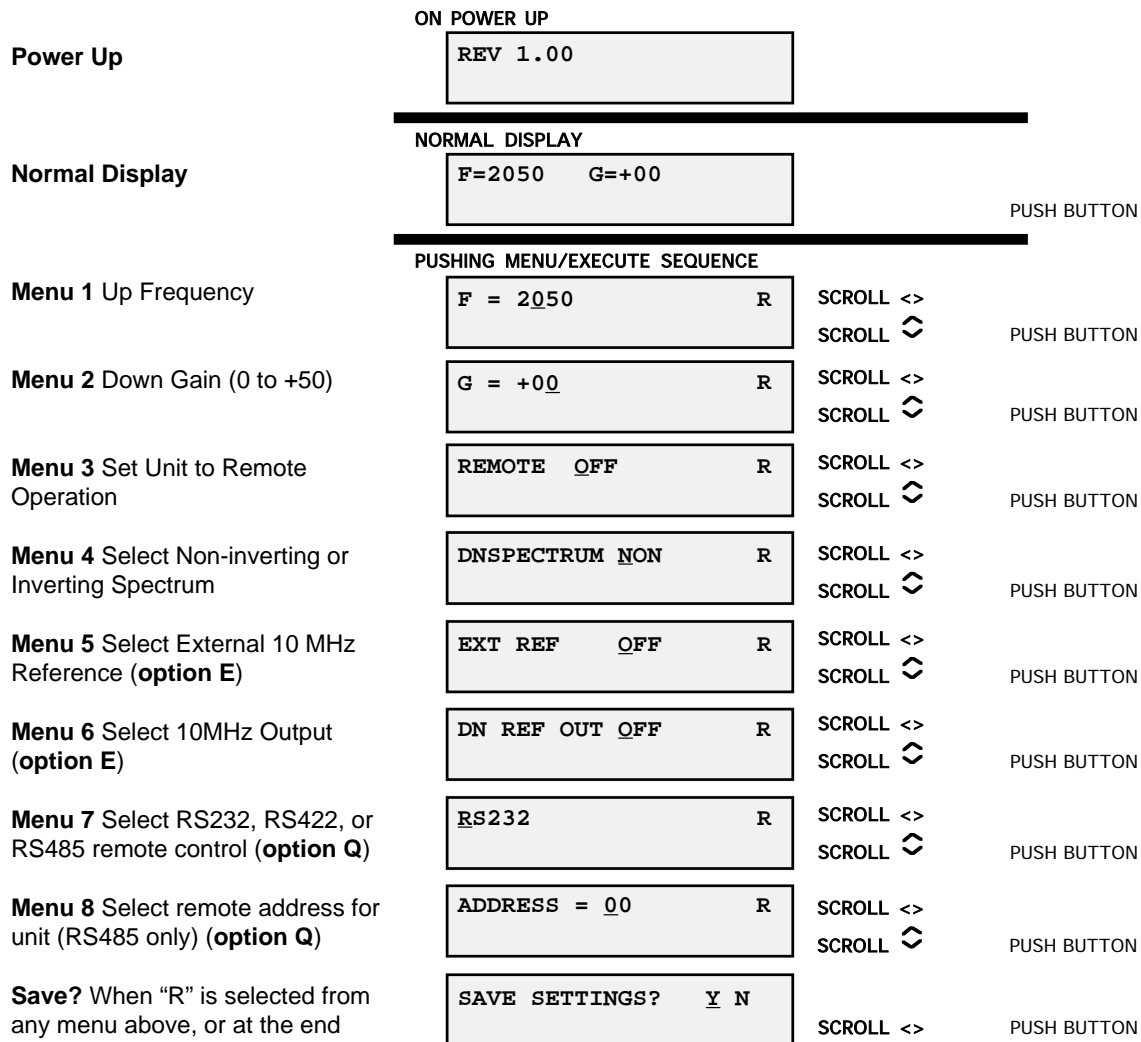 ON POWER UP
Power Up
REV 1.00
NORMAL DISPLAY
Normal Display
F=2050 G=+00
PUSH BUTTON
PUSHING MENU/EXECUTE SEQUENCE
Menu 1 Up Frequency
F = 2050 R
SCROLL <>
SCROLL
PUSH BUTTON
Menu 2 Down Gain (0 to +50)
G = +00 R
SCROLL <>
SCROLL
PUSH BUTTON
Menu 3 Set Unit to Remote
Operation
REMOTE OFF R
SCROLL <>
SCROLL
PUSH BUTTON
Menu 4 Select Non-inverting or
Inverting Spectrum
DNSPECTRUM NON R
SCROLL <>
SCROLL
PUSH BUTTON
Menu 5 Select External 10 MHz
Reference (option E)
EXT REF OFF R
SCROLL <>
SCROLL
PUSH BUTTON
Menu 6 Select 10MHz Output
(option E)
DN REF OUT OFF R
SCROLL <>
SCROLL
PUSH BUTTON
Menu 7 Select RS232, RS422, or
RS485 remote control (option Q)
RS232 R
SCROLL <>
SCROLL
PUSH BUTTON
Menu 8 Select remote address for
unit (RS485 only) (option Q)
ADDRESS = 00 R
SCROLL <>
SCROLL
PUSH BUTTON
Save? When “R” is selected from
any menu above, or at the end
SAVE SETTINGS? Y N
SCROLL <>
PUSH BUTTON